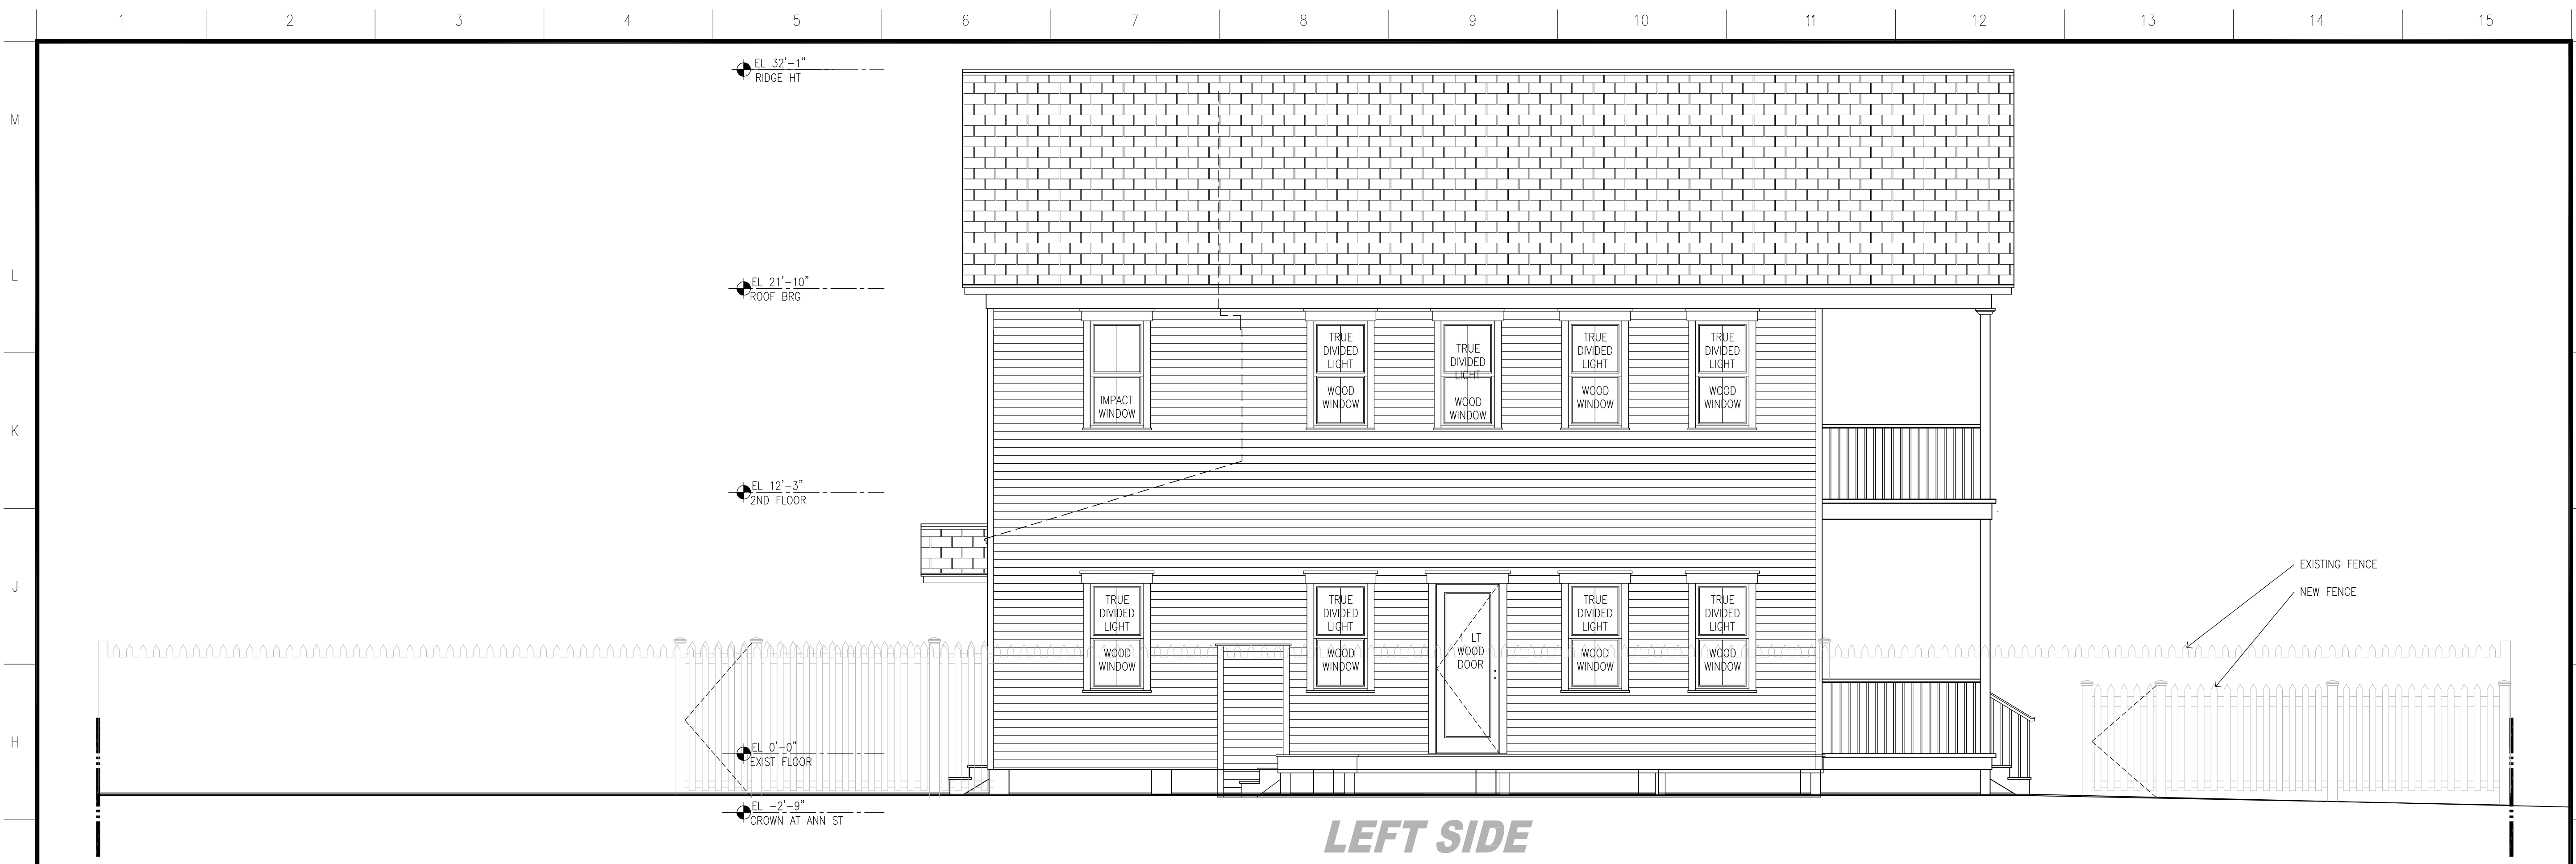 1 2 3 4 5 6 7 8 9 10 11 12 13 14 15
M
L
K
J
H
EL 32'-1"
RIDGE HT
EL 21'-10"
ROOF BRG
EL 12'-3"
2ND FLOOR
EL 0'-0"
EXIST FLOOR
EL -2'-9"
CROWN AT ANN ST
IMPACT
WINDOW
TRUE
DIVIDED
LIGHT
WOOD
WINDOW
TRUE
DIVIDED
LIGHT
WOOD
WINDOW
TRUE
DIVIDED
LIGHT
WOOD
WINDOW
TRUE
DIVIDED
LIGHT
WOOD
WINDOW
TRUE
DIVIDED
LIGHT
WOOD
WINDOW
TRUE
DIVIDED
LIGHT
WOOD
WINDOW
1 LT
WOOD
DOOR
TRUE
DIVIDED
LIGHT
WOOD
WINDOW
TRUE
DIVIDED
LIGHT
WOOD
WINDOW
EXISTING FENCE
NEW FENCE
LEFT SIDE